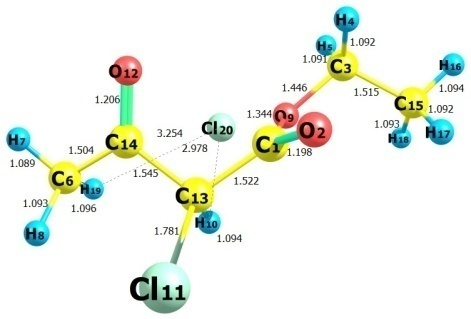 H4
H5
1.092
1.091
C3
O12
1.446
1.515
H16
1.094
1.206
C15
1.092
1.344
O9
1.093
H17
H18
Cl20
O2
3.254
2.978
C1
1.198
H7
1.504
C14
1.089
C6
H19
1.545
1.522
1.093
1.096
C13
H10
1.094
H8
1.781
Cl11